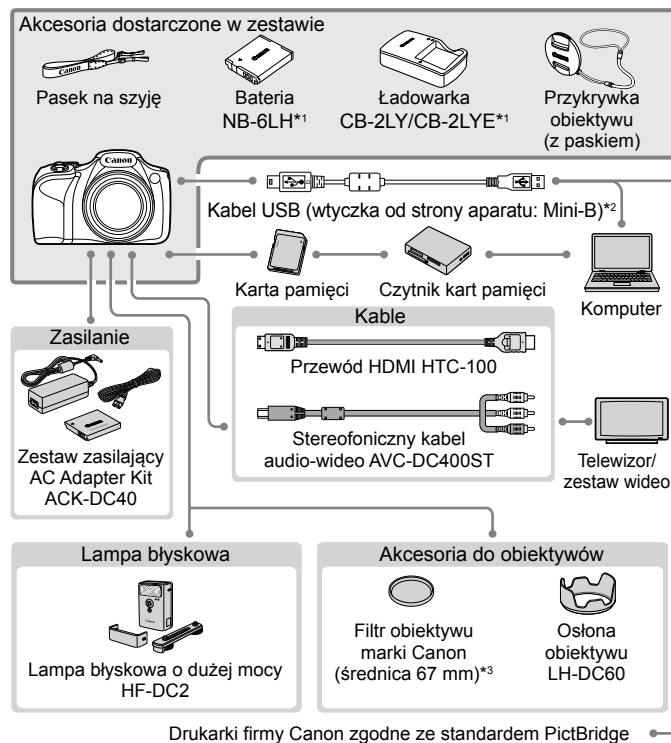 Akcesoria dostarczone w zestawie
Canon
Canon
Pasek na szyję
Bateria
NB-6LH*1
Ładowarka
CB-2LY/CB-2LYE*1
Przykrywka
obiektywu
(z paskiem)
Canon
Kabel USB (wtyczka od strony aparatu: Mini-B)*2
Karta pamięci
Czytnik kart pamięci
Komputer
Zasilanie
Zestaw zasilający
AC Adapter Kit
ACK-DC40
Kable
Przewód HDMI HTC-100
Stereofoniczny kabel
audio-wideo AVC-DC400ST
Telewizor/
zestaw wideo
Lampa błyskowa
Lampa błyskowa o dużej mocy
HF-DC2
Akcesoria do obiektywów
Filtr obiektywu
marki Canon
(średnica 67 mm)*3
Osłona
obiektywu
LH-DC60
Drukarki firmy Canon zgodne ze standardem PictBridge